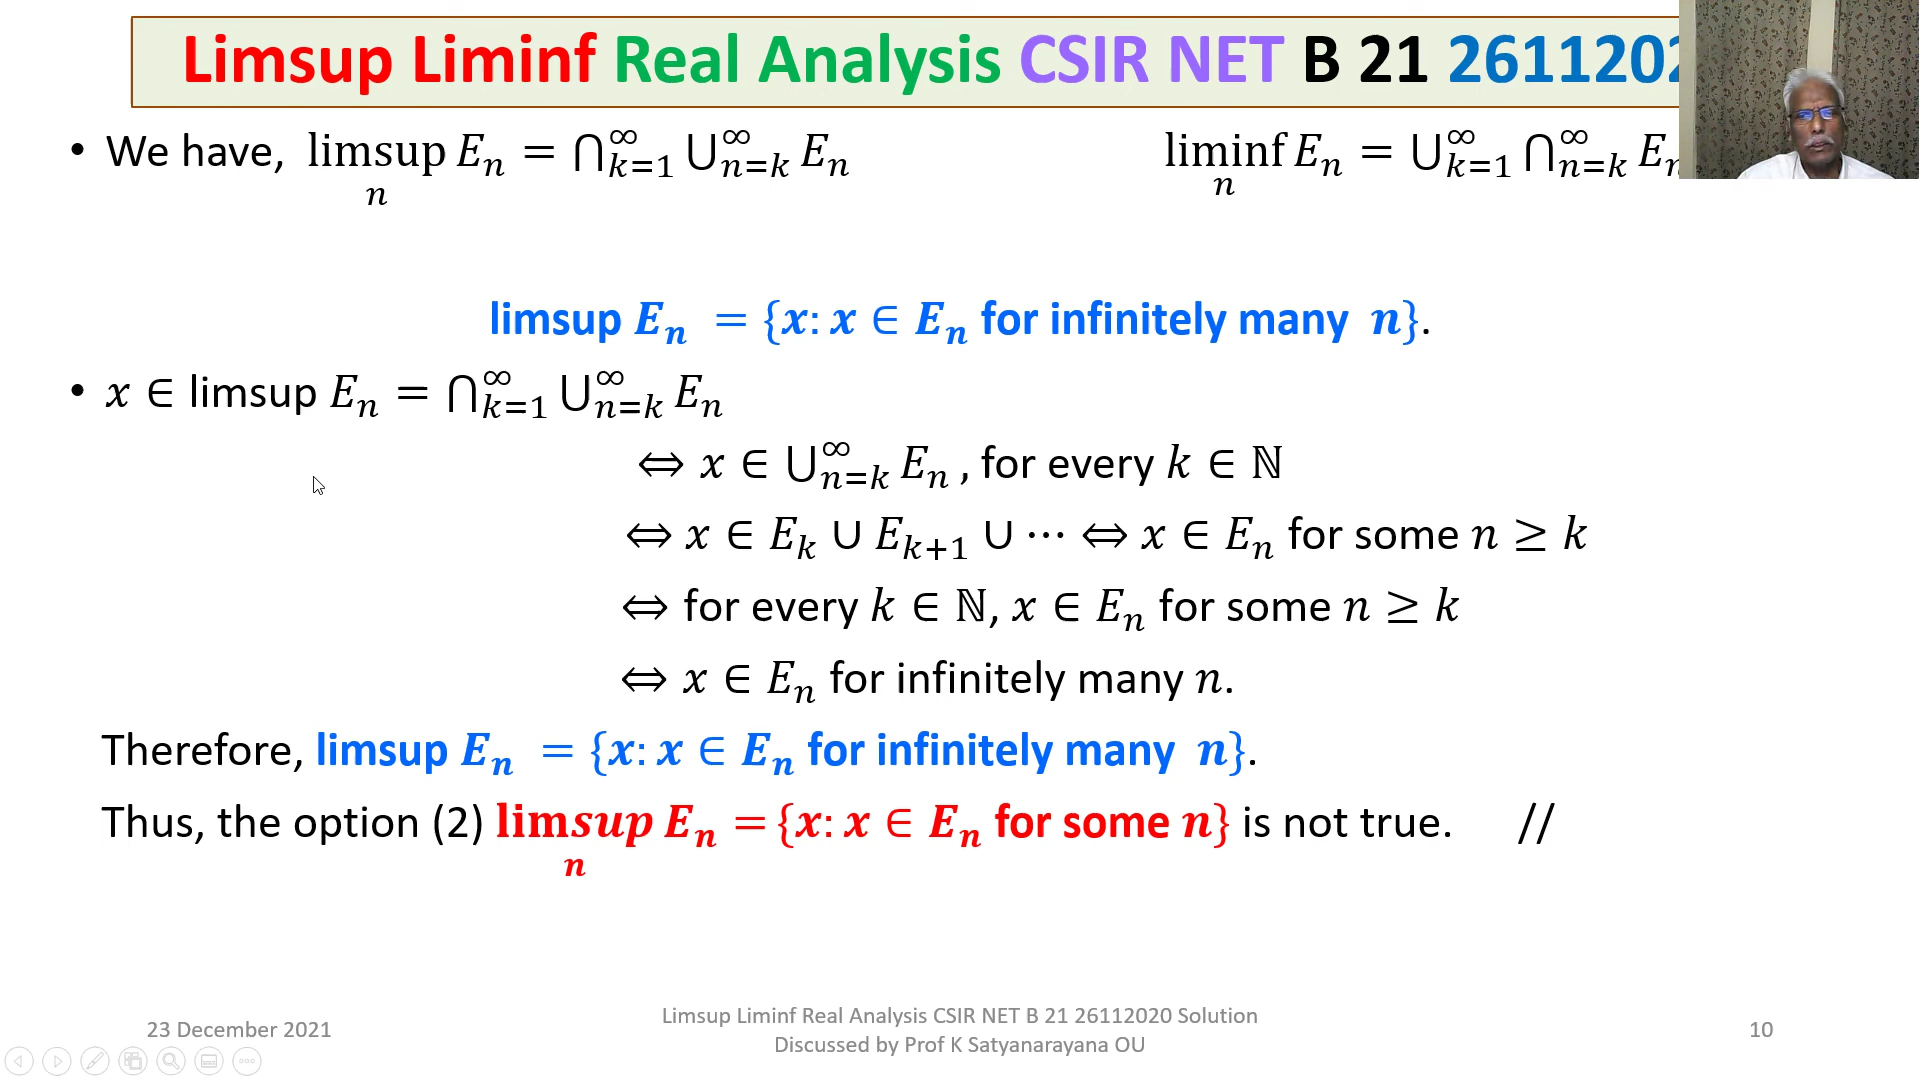 Limsup Liminf Real Analysis CSIR NET B 21 2611202
• We have, limsup_n E_n = ⋂_{k=1}^∞ ⋃_{n=k}^∞ E_n liminf_n E_n = ⋃_{k=1}^∞ ⋂_{n=k}^∞ E_n
limsup E_n = {x: x ∈ E_n for infinitely many n}.
• x ∈ limsup E_n = ⋂_{k=1}^∞ ⋃_{n=k}^∞ E_n
⇔ x ∈ ⋃_{n=k}^∞ E_n , for every k ∈ ℕ
⇔ x ∈ E_k ∪ E_{k+1} ∪ ⋯ ⇔ x ∈ E_n for some n ≥ k
⇔ for every k ∈ ℕ, x ∈ E_n for some n ≥ k
⇔ x ∈ E_n for infinitely many n.
Therefore, limsup E_n = {x: x ∈ E_n for infinitely many n}.
Thus, the option (2) limsup_n E_n = {x: x ∈ E_n for some n} is not true. //
23 December 2021
Limsup Liminf Real Analysis CSIR NET B 21 26112020 Solution
Discussed by Prof K Satyanarayana OU
10